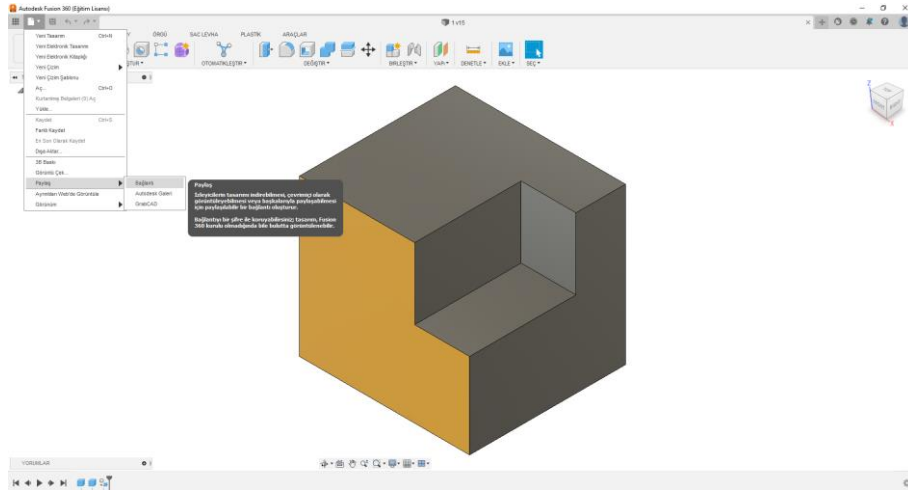 Autodesk Fusion 360 (Eğitim Lisansı)
1 v15
ÖRGÜ SAC LEVHA PLASTİK ARAÇLAR
OTOMATİKLEŞTİR DEĞİŞTİR BİRLEŞTİR YAPI DENETLE EKLE SEÇ
Yeni Tasarım Ctrl+N
Yeni Elektronik Tasarımı
Yeni Elektronik Kitaplığı
Yeni Çizim
Yeni Çizim Şablonu
Aç... Ctrl+O
Kurtarılmış Belgeleri (0) Aç
Yükle...
Kaydet Ctrl+S
Farklı Kaydet
En Son Olarak Kaydet
Dışa Aktar...
3B Baskı
Görüntü Çek...
Paylaş
Ayrıntıları Web'de Görüntüle
Görünüm
Bağlantı
Autodesk Galeri
GrabCAD
Paylaş
İzleyicilerin tasarım indirebilmesi, çevrimiçi olarak
görüntüleyebilmesi veya başkalarıyla paylaşabilmesi
için paylaşılabilir bir bağlantı oluşturur.
Bağlantıyı bir şifre ile koruyabilirsiniz; tasarım, Fusion
360 kurulu olmadığında bile bulutta görüntülenebilir.
Z
X
YORUMLAR